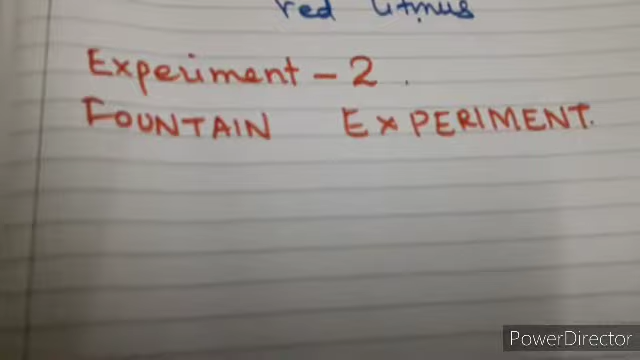 red litmus
Experiment - 2.
FOUNTAIN EXPERIMENT.
PowerDirector